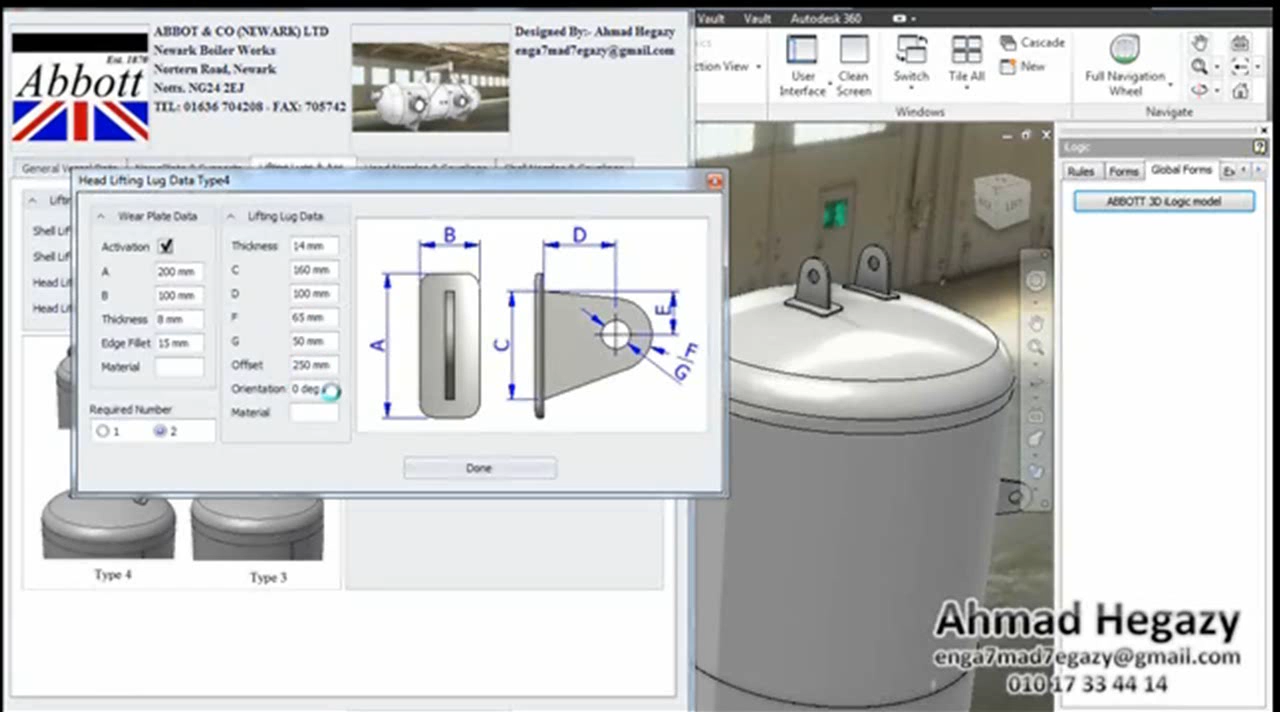 Est. 1870
Abbott
ABBOT & CO (NEWARK) LTD
Newark Boiler Works
Nortern Road, Newark
Notts, NG24 2EJ
TEL: 01636 704208 - FAX: 705742
Designed By:- Ahmad Hegazy
enga7mad7egazy@gmail.com
Vault
Vault
Autodesk 360
User Interface
Clean Screen
Switch
Tile All
Cascade
New
Windows
Full Navigation Wheel
Navigate
iLogic
Rules
Forms
Global Forms
ABBOTT 3D iLogic model
Head Lifting Lug Data Type4
Wear Plate Data
Activation
A 200 mm
B 100 mm
Thickness 8 mm
Edge Fillet 15 mm
Material
Required Number
1
2
Lifting Lug Data
Thickness 14 mm
C 160 mm
D 100 mm
F 65 mm
G 50 mm
Offset 250 mm
Orientation 0 deg
Material
B
D
A
C
E
F
G
Done
Type 4
Type 3
Ahmad Hegazy
enga7mad7egazy@gmail.com
010 17 33 44 14